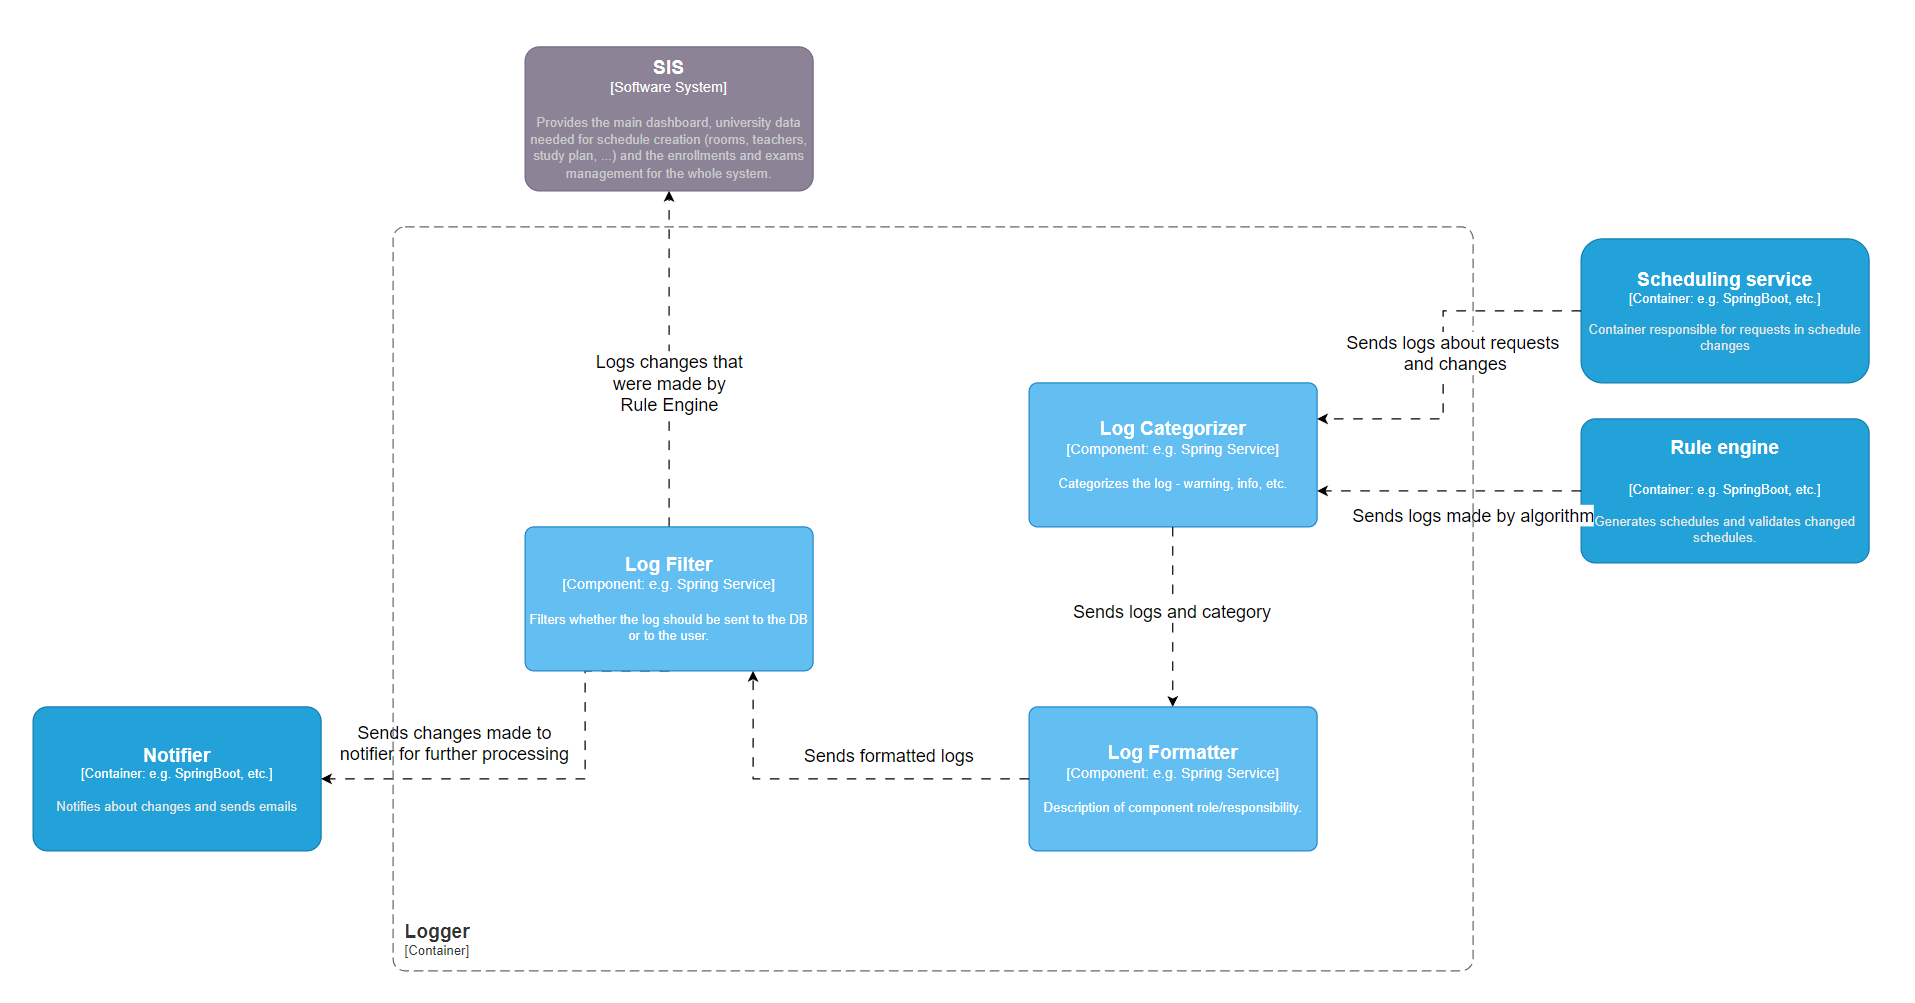 SIS
[Software System]
Provides the main dashboard, university data
needed for schedule creation (rooms, teachers,
study plan, ...) and the enrollments and exams
management for the whole system.
Scheduling service
[Container: e.g. SpringBoot, etc.]
Container responsible for requests in schedule
changes
Sends logs about requests
and changes
Logs changes that
were made by
Rule Engine
Log Categorizer
[Component: e.g. Spring Service]
Categorizes the log - warning, info, etc.
Rule engine
[Container: e.g. SpringBoot, etc.]
Generates schedules and validates changed
schedules.
Sends logs made by algorithm
Log Filter
[Component: e.g. Spring Service]
Filters whether the log should be sent to the DB
or to the user.
Sends logs and category
Notifier
[Container: e.g. SpringBoot, etc.]
Notifies about changes and sends emails
Sends changes made to
notifier for further processing
Sends formatted logs
Log Formatter
[Component: e.g. Spring Service]
Description of component role/responsibility.
Logger
[Container]